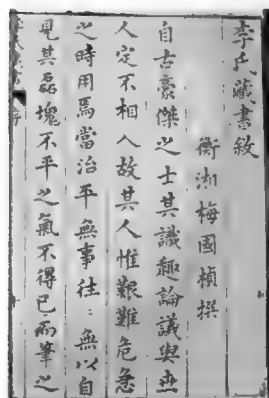 李氏藏書敘
衡湘梅國楨撰
自古豪傑之士其識趣論議與世
人定不相入故其人惟艱難危急
之時用焉當治平無事往〻無以自
見其磊塊不平之氣不得已而筆之